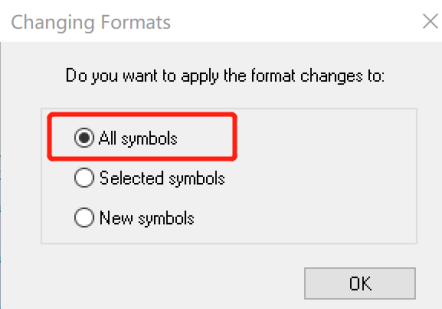 Changing Formats
Do you want to apply the format changes to:
All symbols
Selected symbols
New symbols
OK